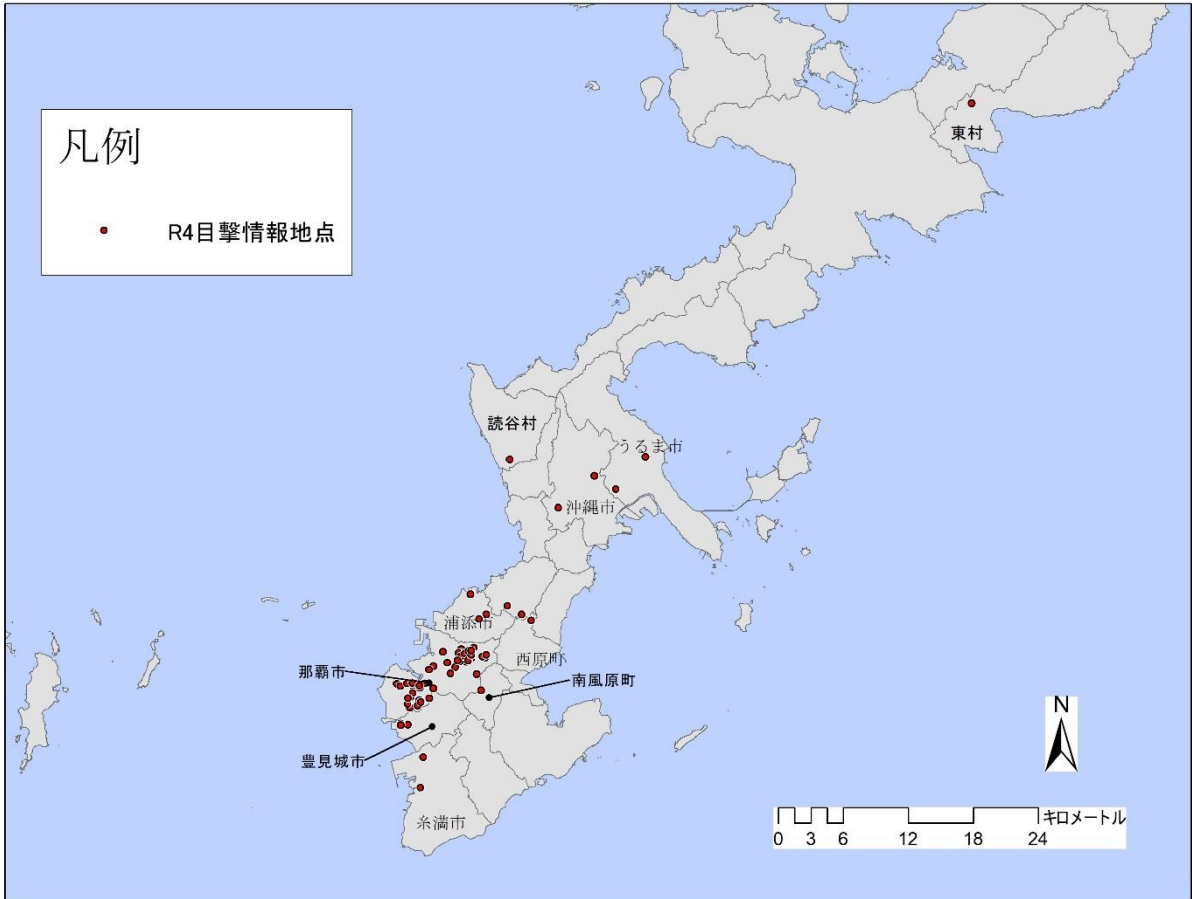 凡例
R4目撃情報地点
東村
読谷村
うるま市
沖縄市
浦添市
西原町
那覇市
南風原町
豊見城市
糸満市
N
キロメートル
0 3 6 12 18 24